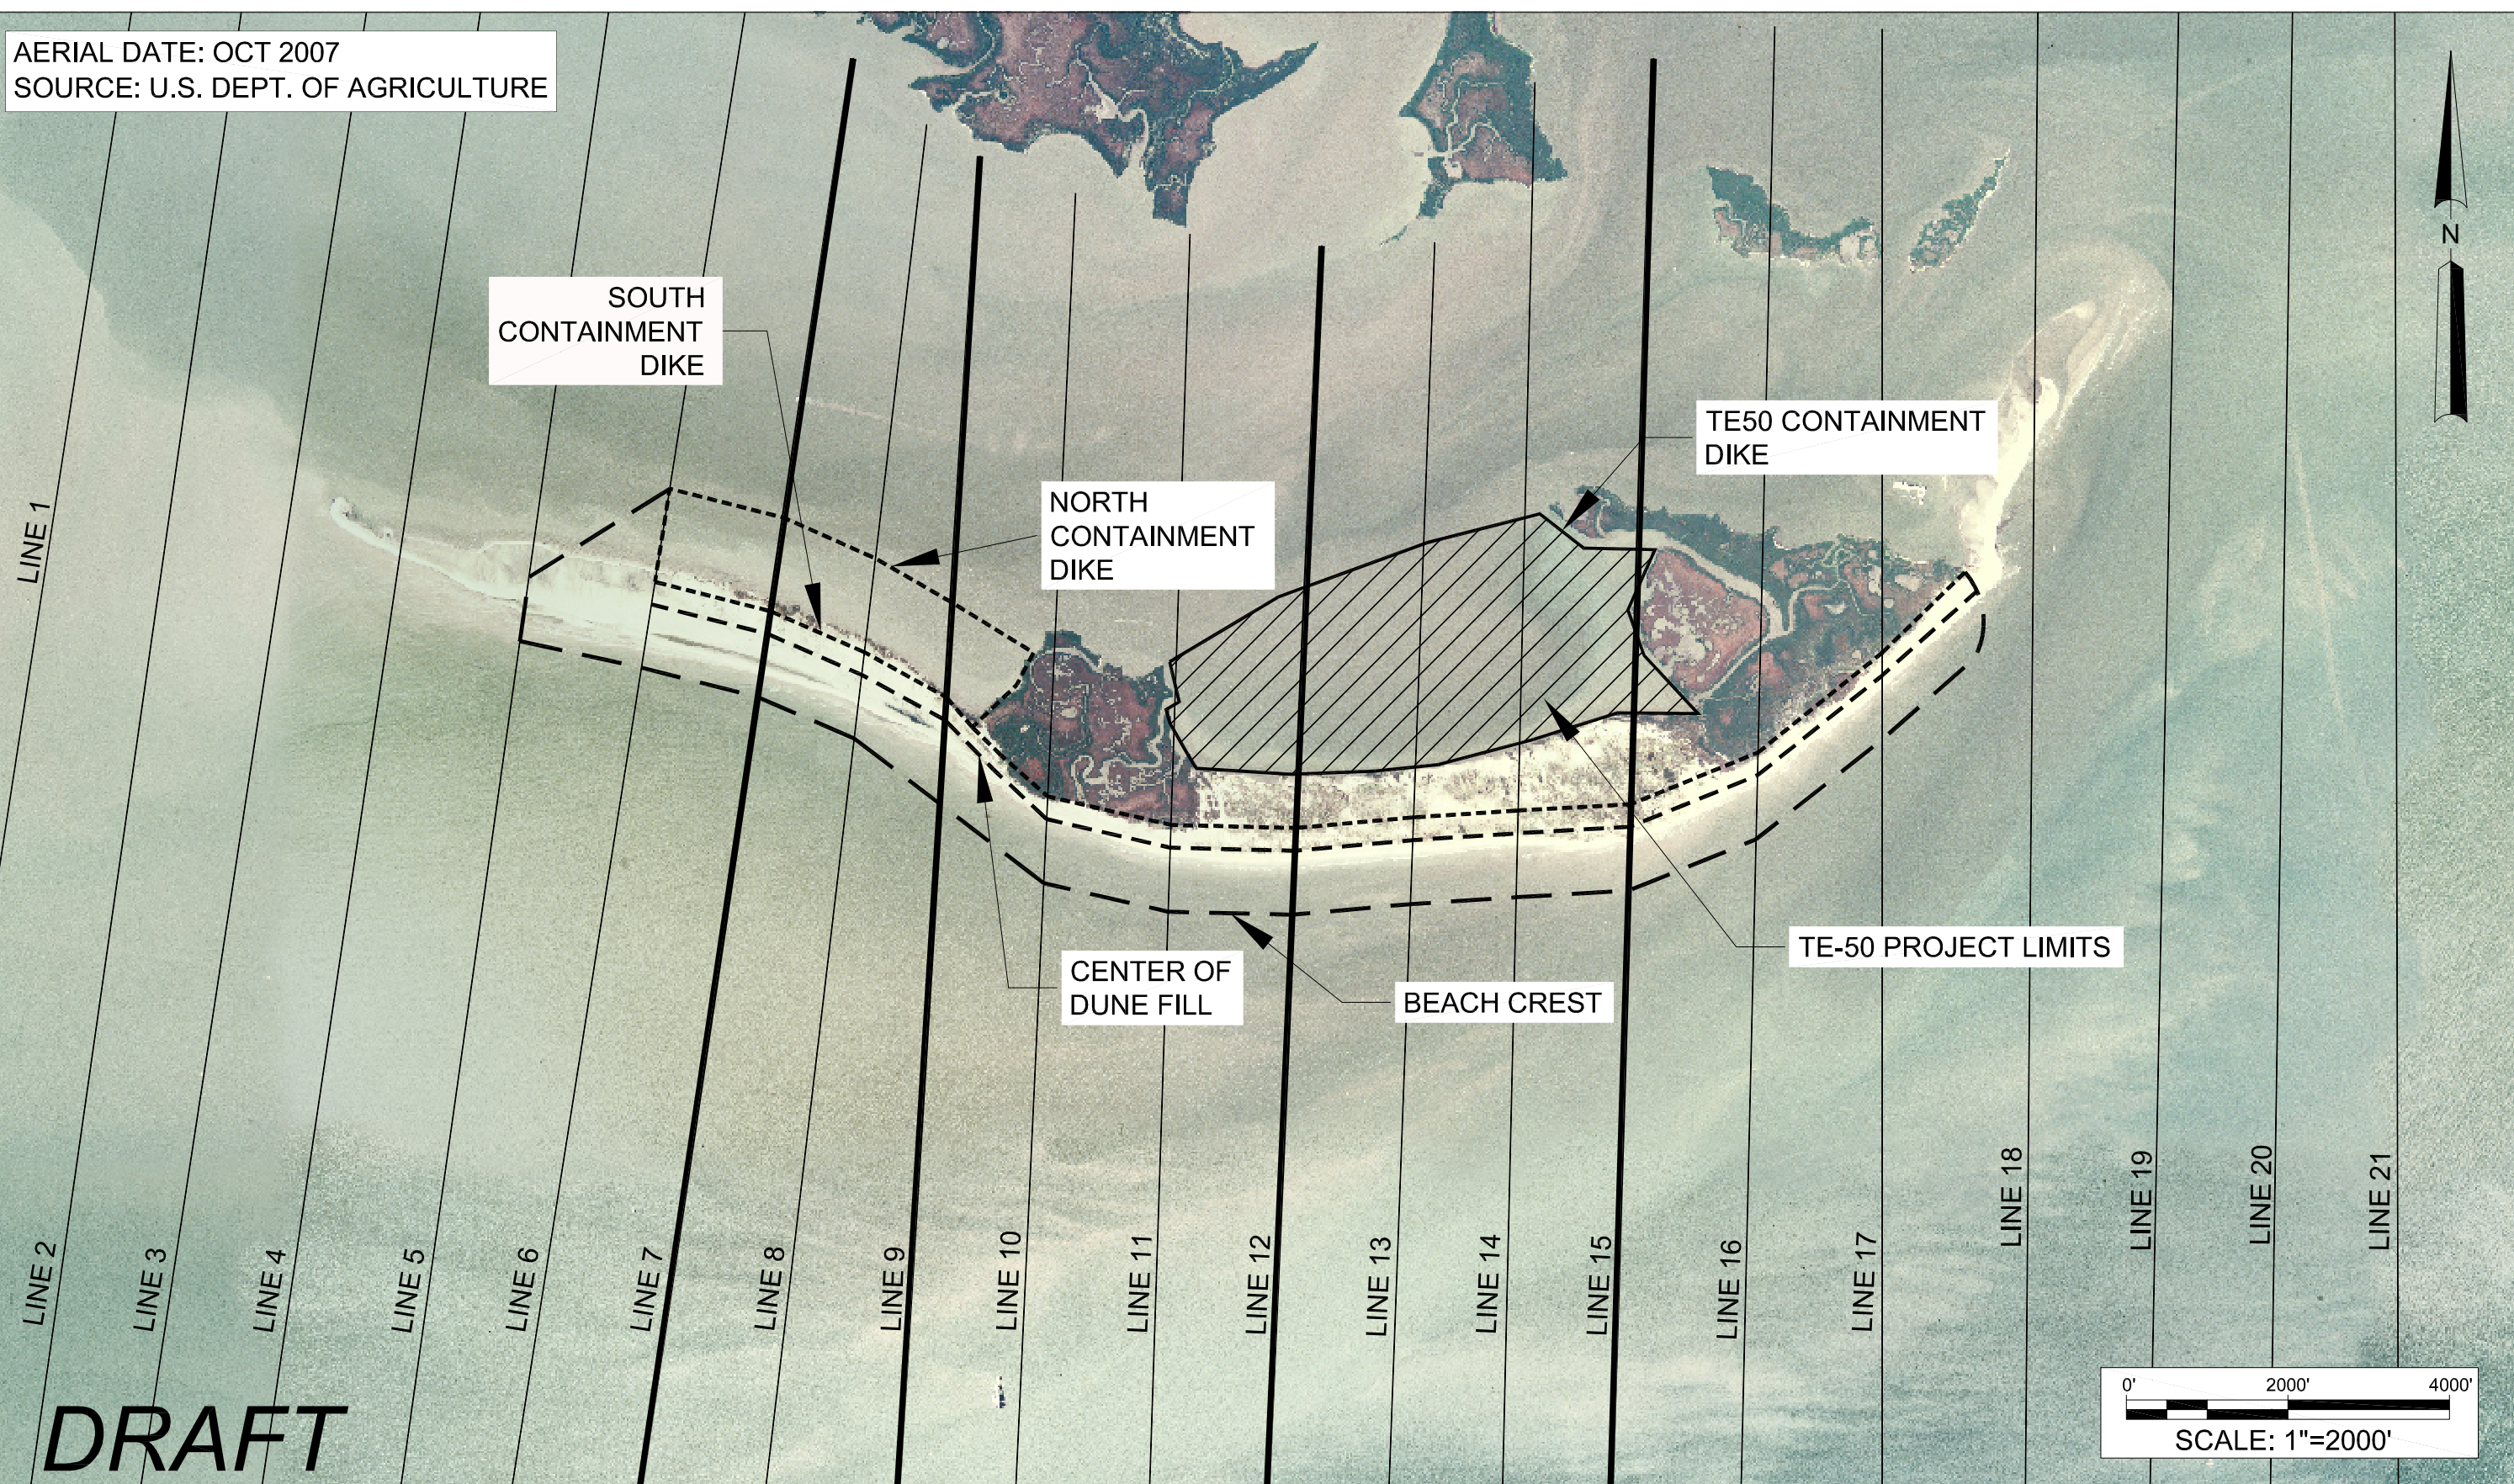 AERIAL DATE: OCT 2007
SOURCE: U.S. DEPT. OF AGRICULTURE
N
SOUTH
CONTAINMENT
DIKE
TE50 CONTAINMENT
DIKE
NORTH
CONTAINMENT
DIKE
LINE 1
CENTER OF
DUNE FILL
BEACH CREST
TE-50 PROJECT LIMITS
LINE 2
LINE 3
LINE 4
LINE 5
LINE 6
LINE 7
LINE 8
LINE 9
LINE 10
LINE 11
LINE 12
LINE 13
LINE 14
LINE 15
LINE 16
LINE 17
LINE 18
LINE 19
LINE 20
LINE 21
DRAFT
0' 2000' 4000'
SCALE: 1"=2000'